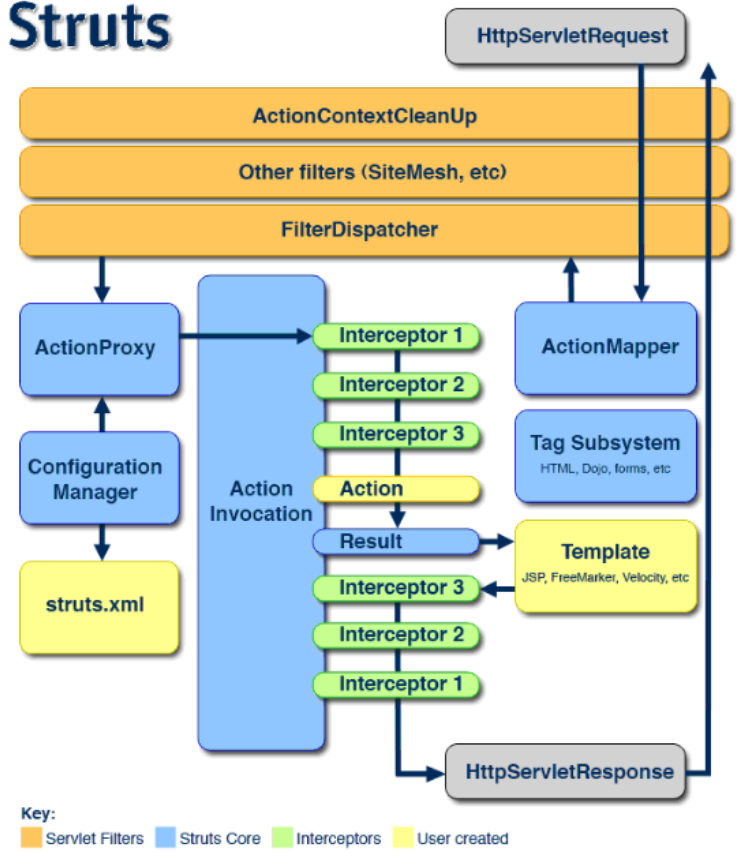 Struts
HttpServletRequest
ActionContextCleanUp
Other filters (SiteMesh, etc)
FilterDispatcher
ActionProxy
Interceptor 1
ActionMapper
Interceptor 2
Interceptor 3
Tag Subsystem
HTML, Dojo, forms, etc
Configuration
Manager
Action
Invocation
Action
Result
Template
JSP, FreeMarker, Velocity, etc
struts.xml
Interceptor 3
Interceptor 2
Interceptor 1
HttpServletResponse
Key:
Servlet Filters
Struts Core
Interceptors
User created